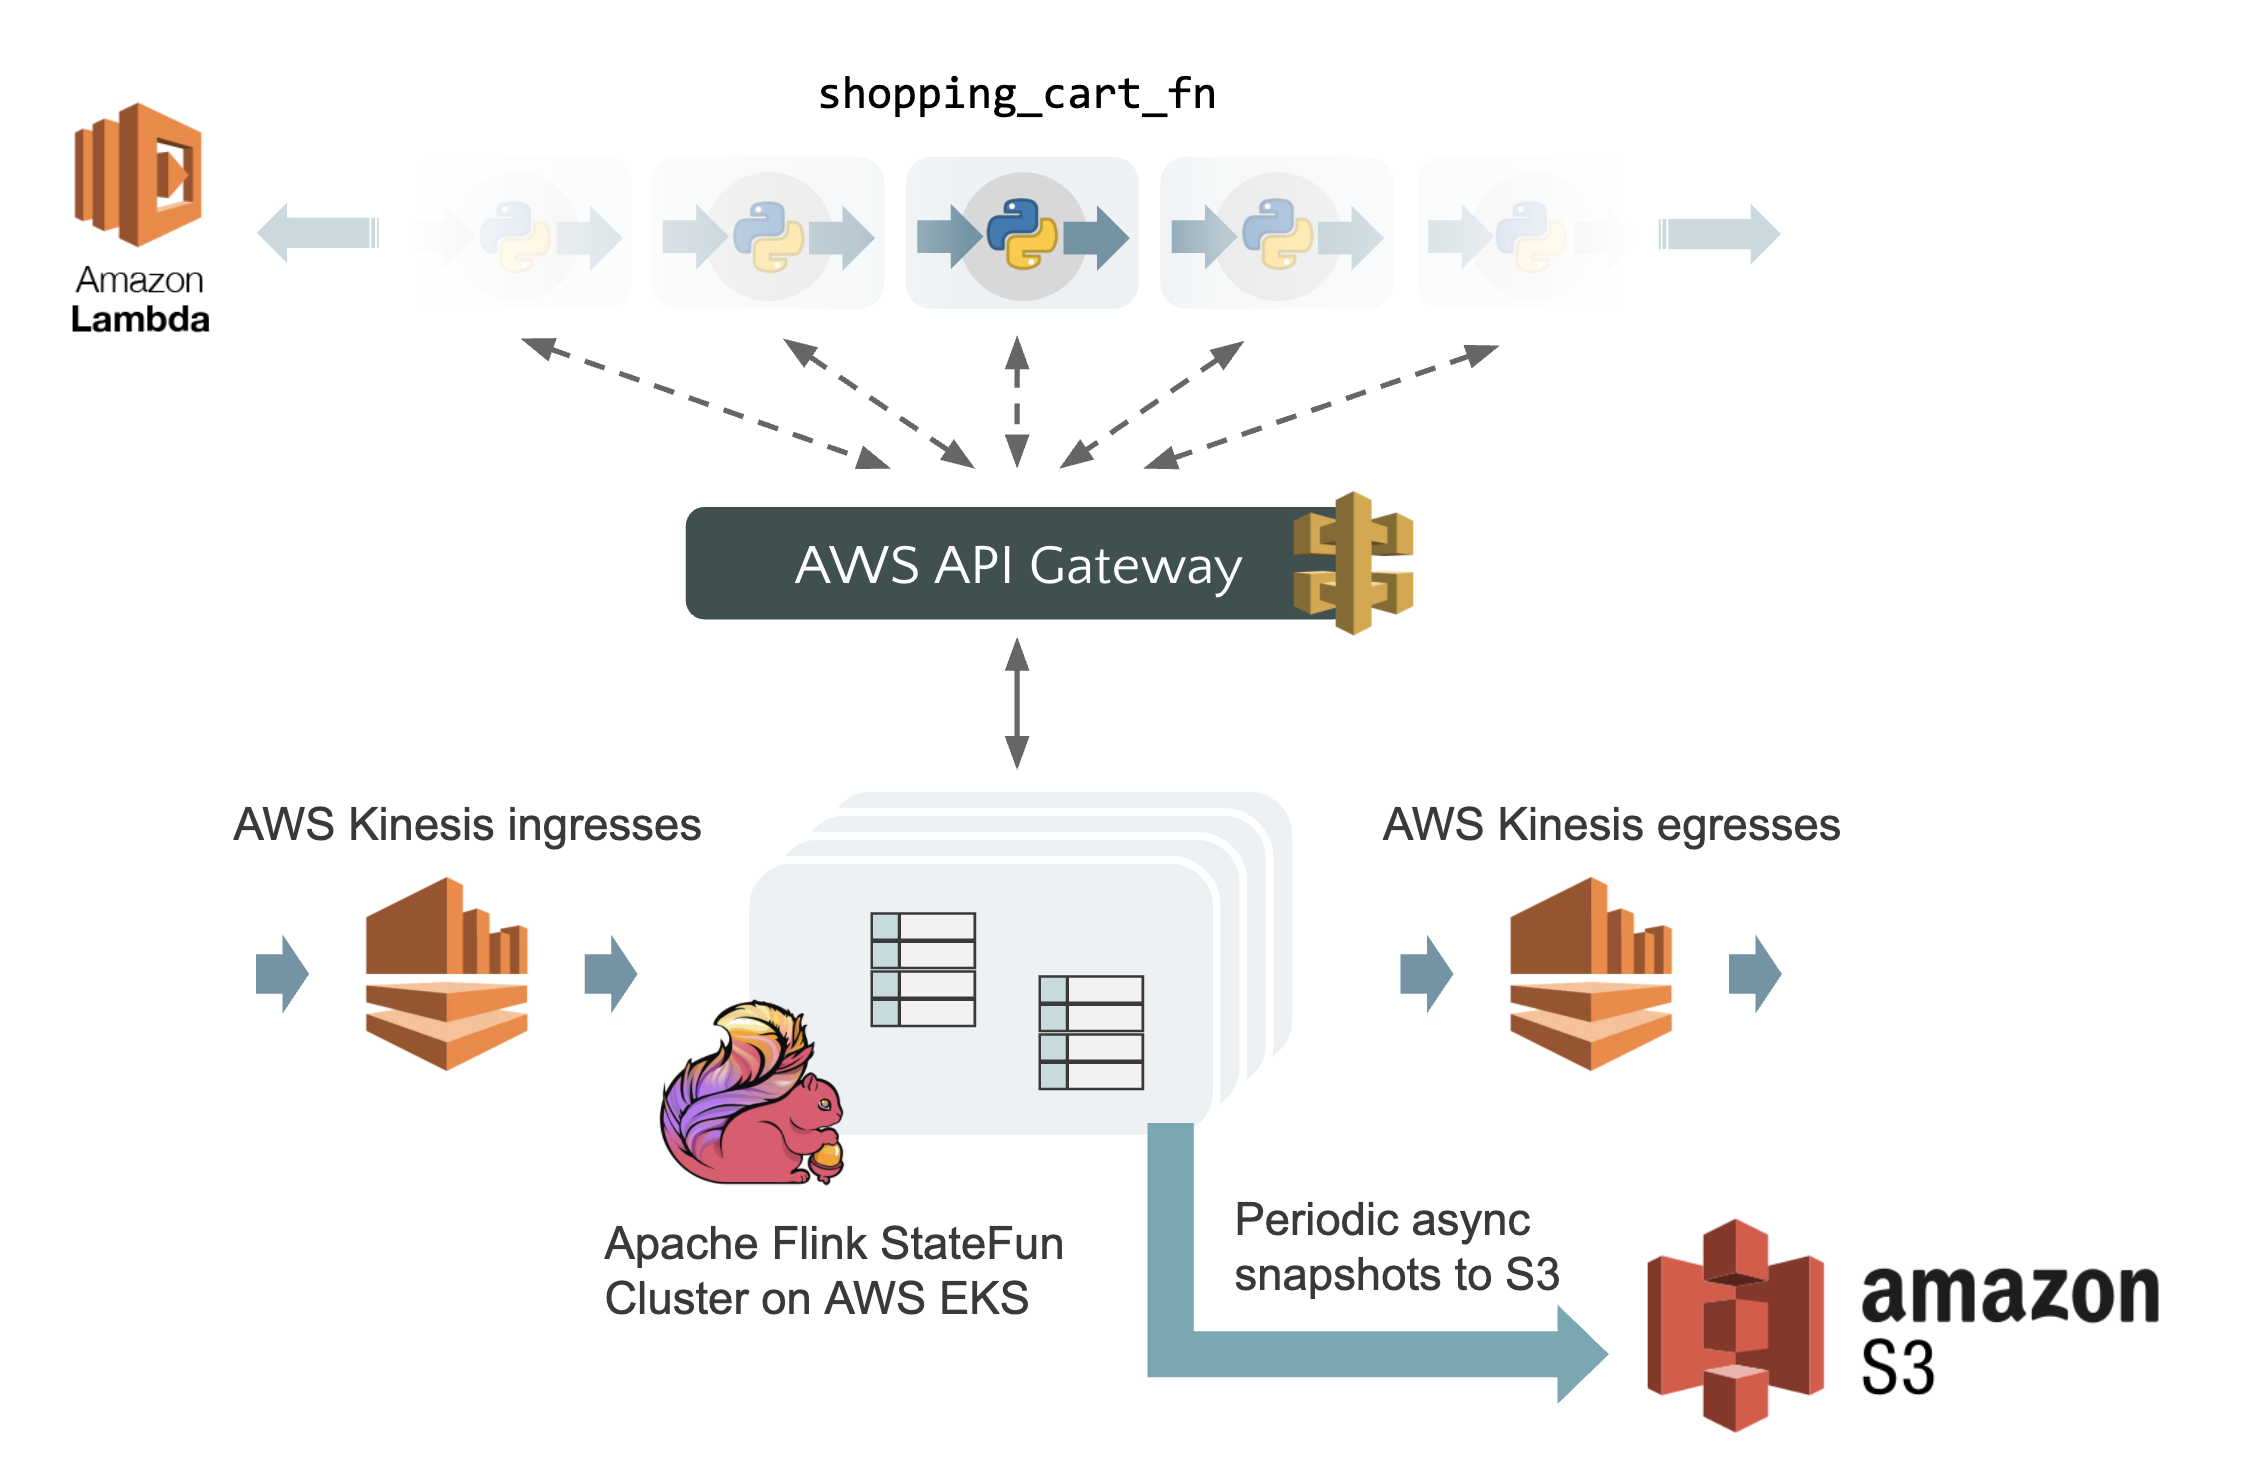 shopping_cart_fn
Amazon
Lambda
AWS API Gateway
AWS Kinesis ingresses
AWS Kinesis egresses
Apache Flink StateFun
Cluster on AWS EKS
Periodic async
snapshots to S3
amazon
S3